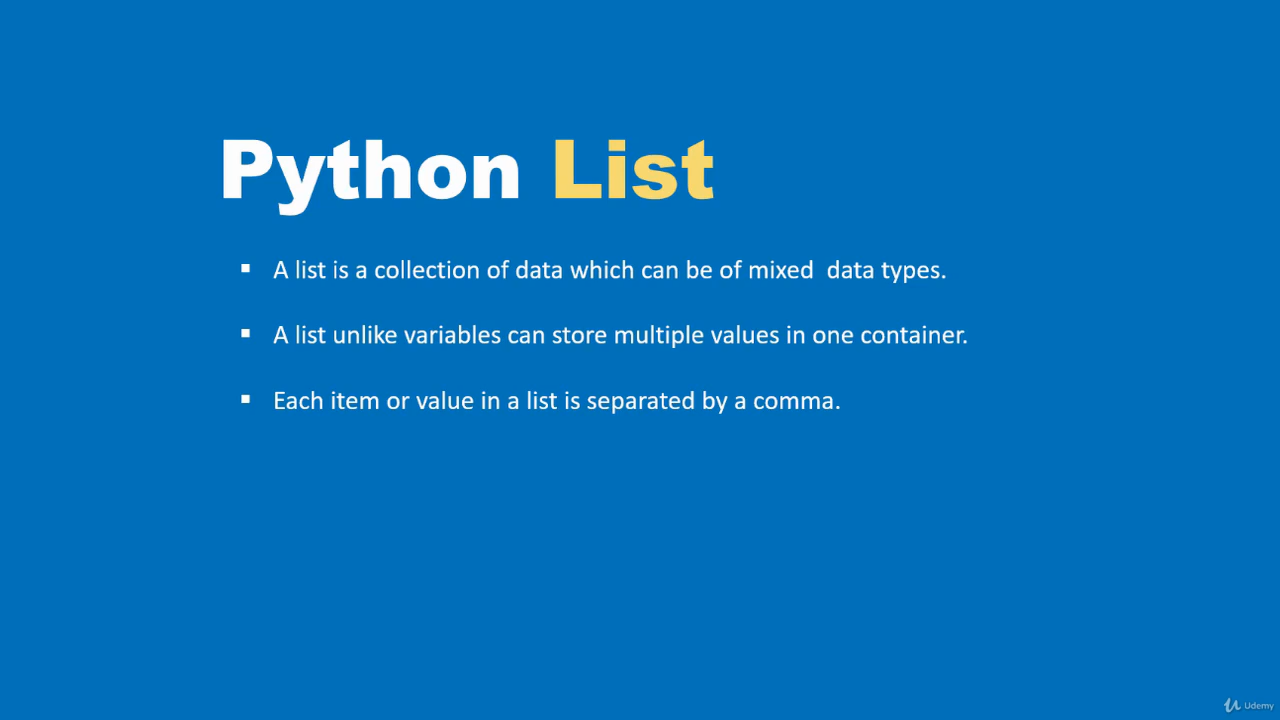 Python List
▪ A list is a collection of data which can be of mixed  data types.
▪ A list unlike variables can store multiple values in one container.
▪ Each item or value in a list is separated by a comma.
Udemy